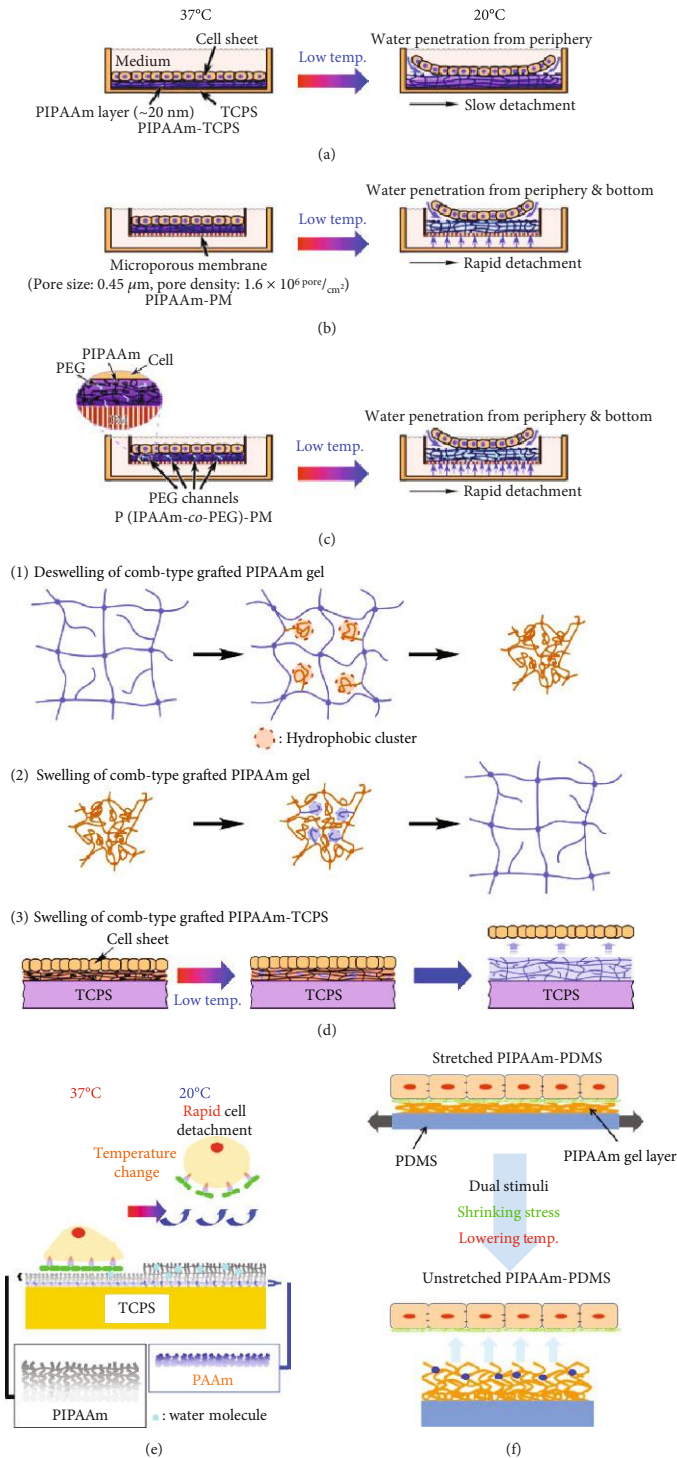 37°C
20°C
Cell sheet
Medium
Low temp.
Water penetration from periphery
PIPAAm layer (~20 nm)
TCPS
PIPAAm-TCPS
Slow detachment
(a)
Low temp.
Water penetration from periphery & bottom
Microporous membrane
(Pore size: 0.45 μm, pore density: 1.6 × 10⁶ pore/cm²)
PIPAAm-PM
Rapid detachment
(b)
PIPAAm
PEG
Cell
Low temp.
Water penetration from periphery & bottom
PEG channels
P (IPAAm-co-PEG)-PM
Rapid detachment
(c)
(1) Deswelling of comb-type grafted PIPAAm gel
: Hydrophobic cluster
(2) Swelling of comb-type grafted PIPAAm gel
(3) Swelling of comb-type grafted PIPAAm-TCPS
Cell sheet
TCPS
Low temp.
TCPS
TCPS
(d)
37°C
20°C
Rapid cell
detachment
Temperature
change
TCPS
PIPAAm
PAAm
: water molecule
(e)
Stretched PIPAAm-PDMS
PDMS
PIPAAm gel layer
Dual stimuli
Shrinking stress
Lowering temp.
Unstretched PIPAAm-PDMS
(f)